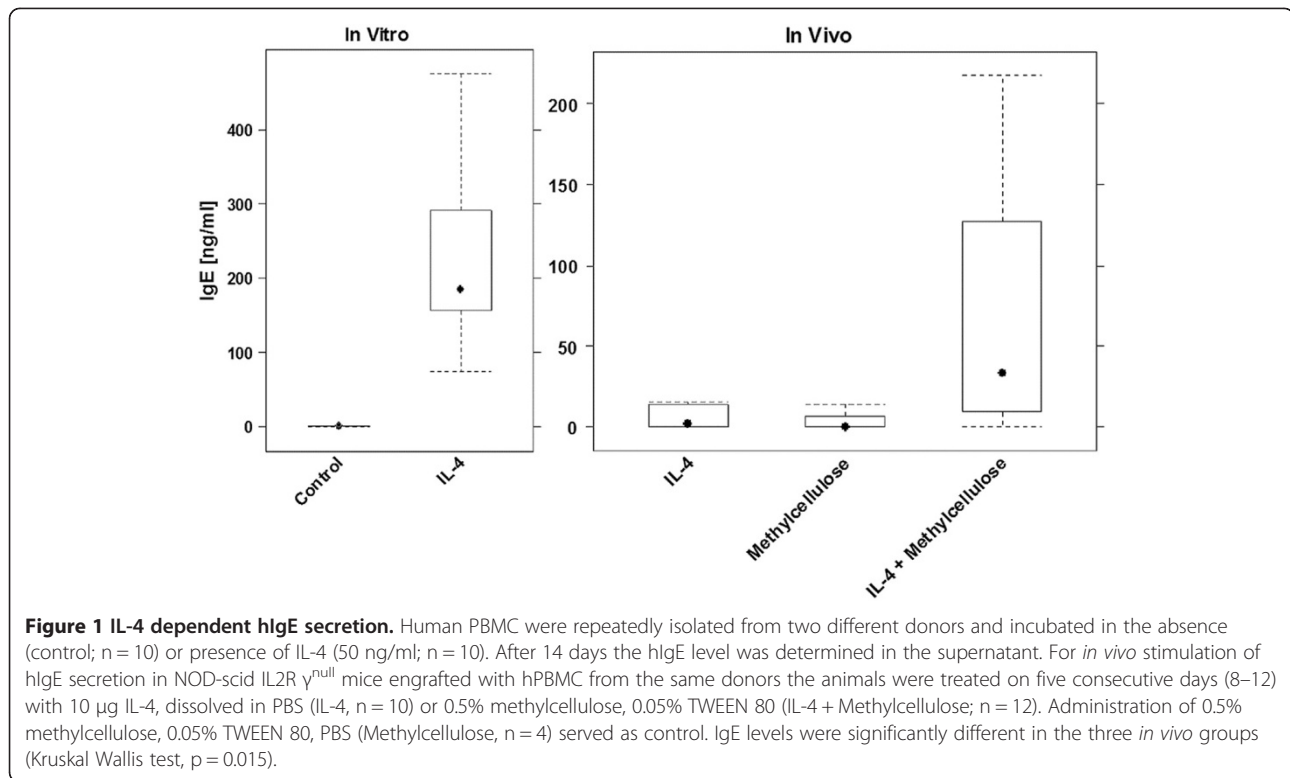 In Vitro
In Vivo
IgE [ng/ml]
400
300
200
100
0
Control
IL-4
200
150
100
50
0
IL-4
Methylcellulose
IL-4 + Methylcellulose
Figure 1 IL-4 dependent hIgE secretion. Human PBMC were repeatedly isolated from two different donors and incubated in the absence
(control; n = 10) or presence of IL-4 (50 ng/ml; n = 10). After 14 days the hIgE level was determined in the supernatant. For in vivo stimulation of
hIgE secretion in NOD-scid IL2R γnull mice engrafted with hPBMC from the same donors the animals were treated on five consecutive days (8–12)
with 10 μg IL-4, dissolved in PBS (IL-4, n = 10) or 0.5% methylcellulose, 0.05% TWEEN 80 (IL-4 + Methylcellulose; n = 12). Administration of 0.5%
methylcellulose, 0.05% TWEEN 80, PBS (Methylcellulose, n = 4) served as control. IgE levels were significantly different in the three in vivo groups
(Kruskal Wallis test, p = 0.015).